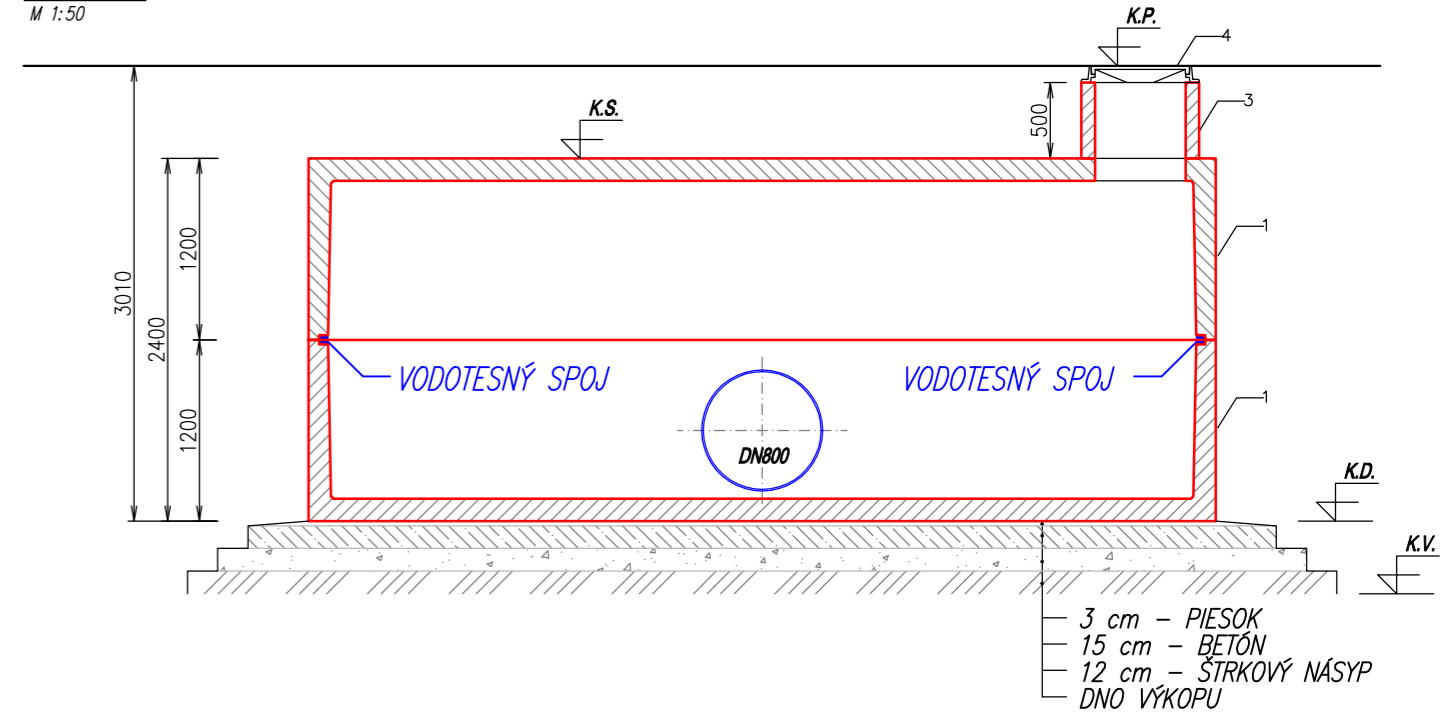 M 1:50
K.P.
4
K.S.
500
3
3010
2400
1200
1
VODOTESNÝ SPOJ
VODOTESNÝ SPOJ
1200
1
DN800
K.D.
K.V.
3 cm – PIESOK
15 cm – BETÓN
12 cm – ŠTRKOVÝ NÁSYP
DNO VÝKOPU